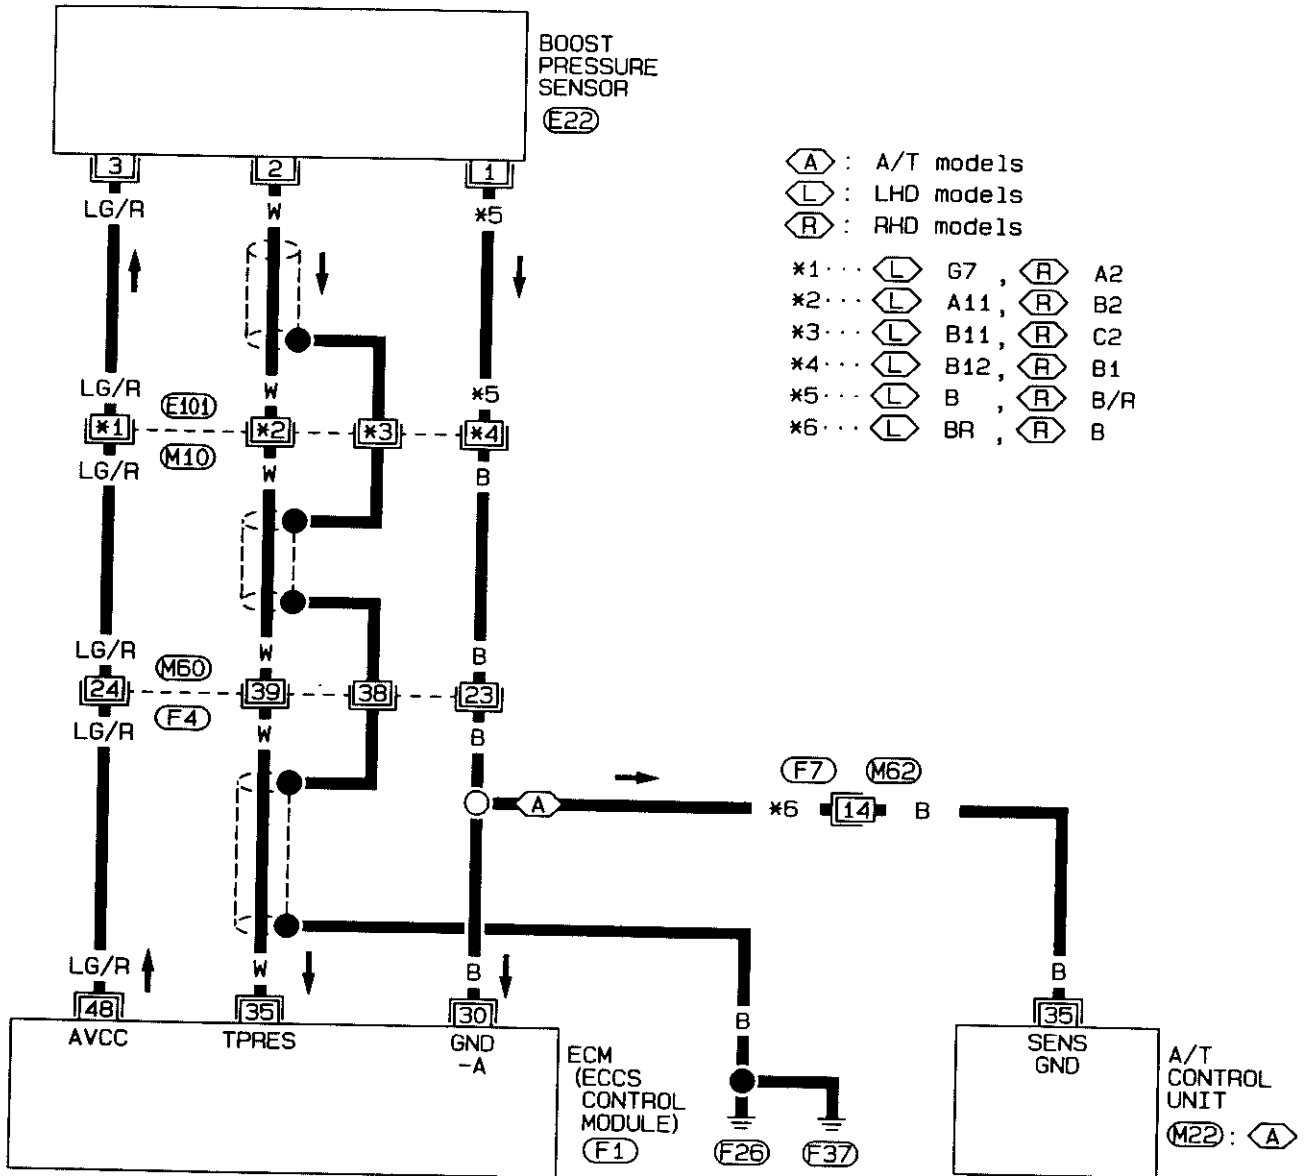 BOOST
PRESSURE
SENSOR
E22
3 2 1
LG/R W *5
A : A/T models
L : LHD models
R : RHD models
*1··· L G7 , R A2
*2··· L A11 , R B2
*3··· L B11 , R C2
*4··· L B12 , R B1
*5··· L B , R B/R
*6··· L BR , R B
LG/R W *5
E101
*1 *2 *3 *4
M10
LG/R W B
LG/R W B
M60
24 39 38 23
F4
LG/R W B
F7 M62
A *6 14 B
LG/R W B B
48 35 30 B 35
AVCC TPRES GND
-A
SENS
GND
ECM
(ECCS
CONTROL
MODULE)
F1
F26 F37
A/T
CONTROL
UNIT
M22 : A